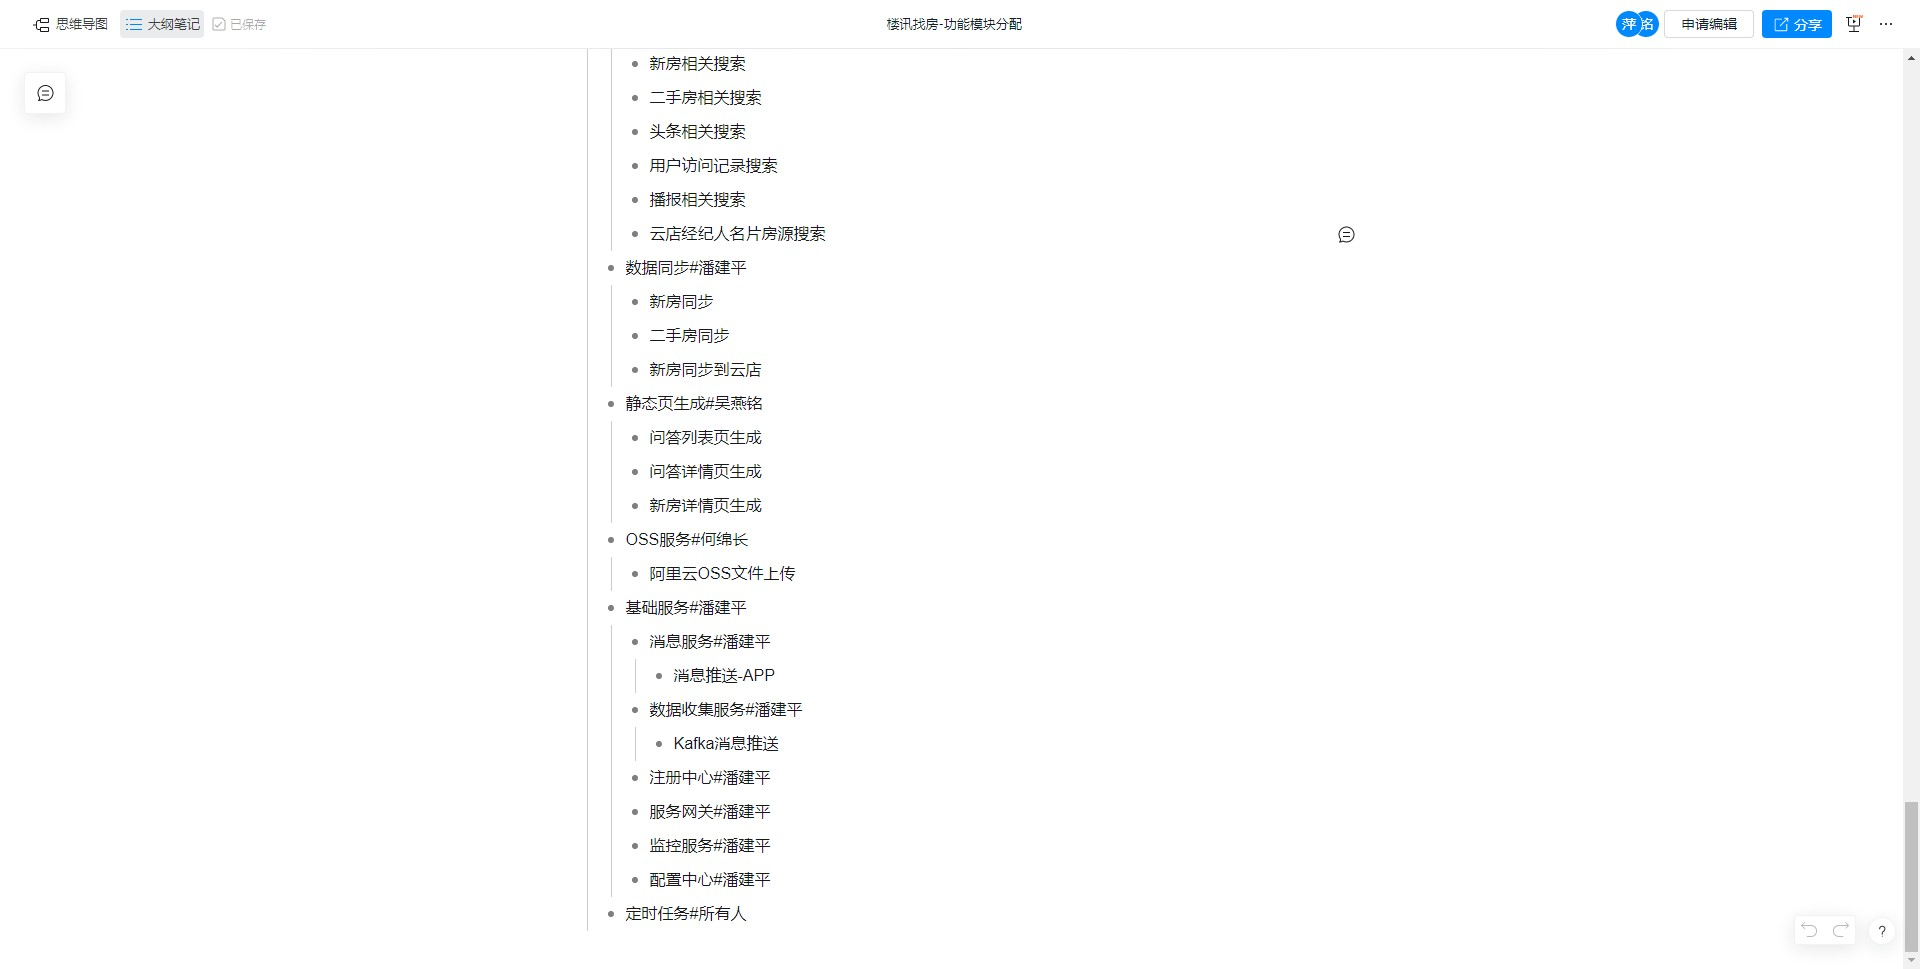 思维导图
大纲笔记
已保存
楼讯找房-功能模块分配
萍
洺
申请编辑
分享
新房相关搜索
二手房相关搜索
头条相关搜索
用户访问记录搜索
播报相关搜索
云店经纪人名片房源搜索
数据同步#潘建平
新房同步
二手房同步
新房同步到云店
静态页生成#吴燕铭
问答列表页生成
问答详情页生成
新房详情页生成
OSS服务#何绵长
阿里云OSS文件上传
基础服务#潘建平
消息服务#潘建平
消息推送-APP
数据收集服务#潘建平
Kafka消息推送
注册中心#潘建平
服务网关#潘建平
监控服务#潘建平
配置中心#潘建平
定时任务#所有人
?